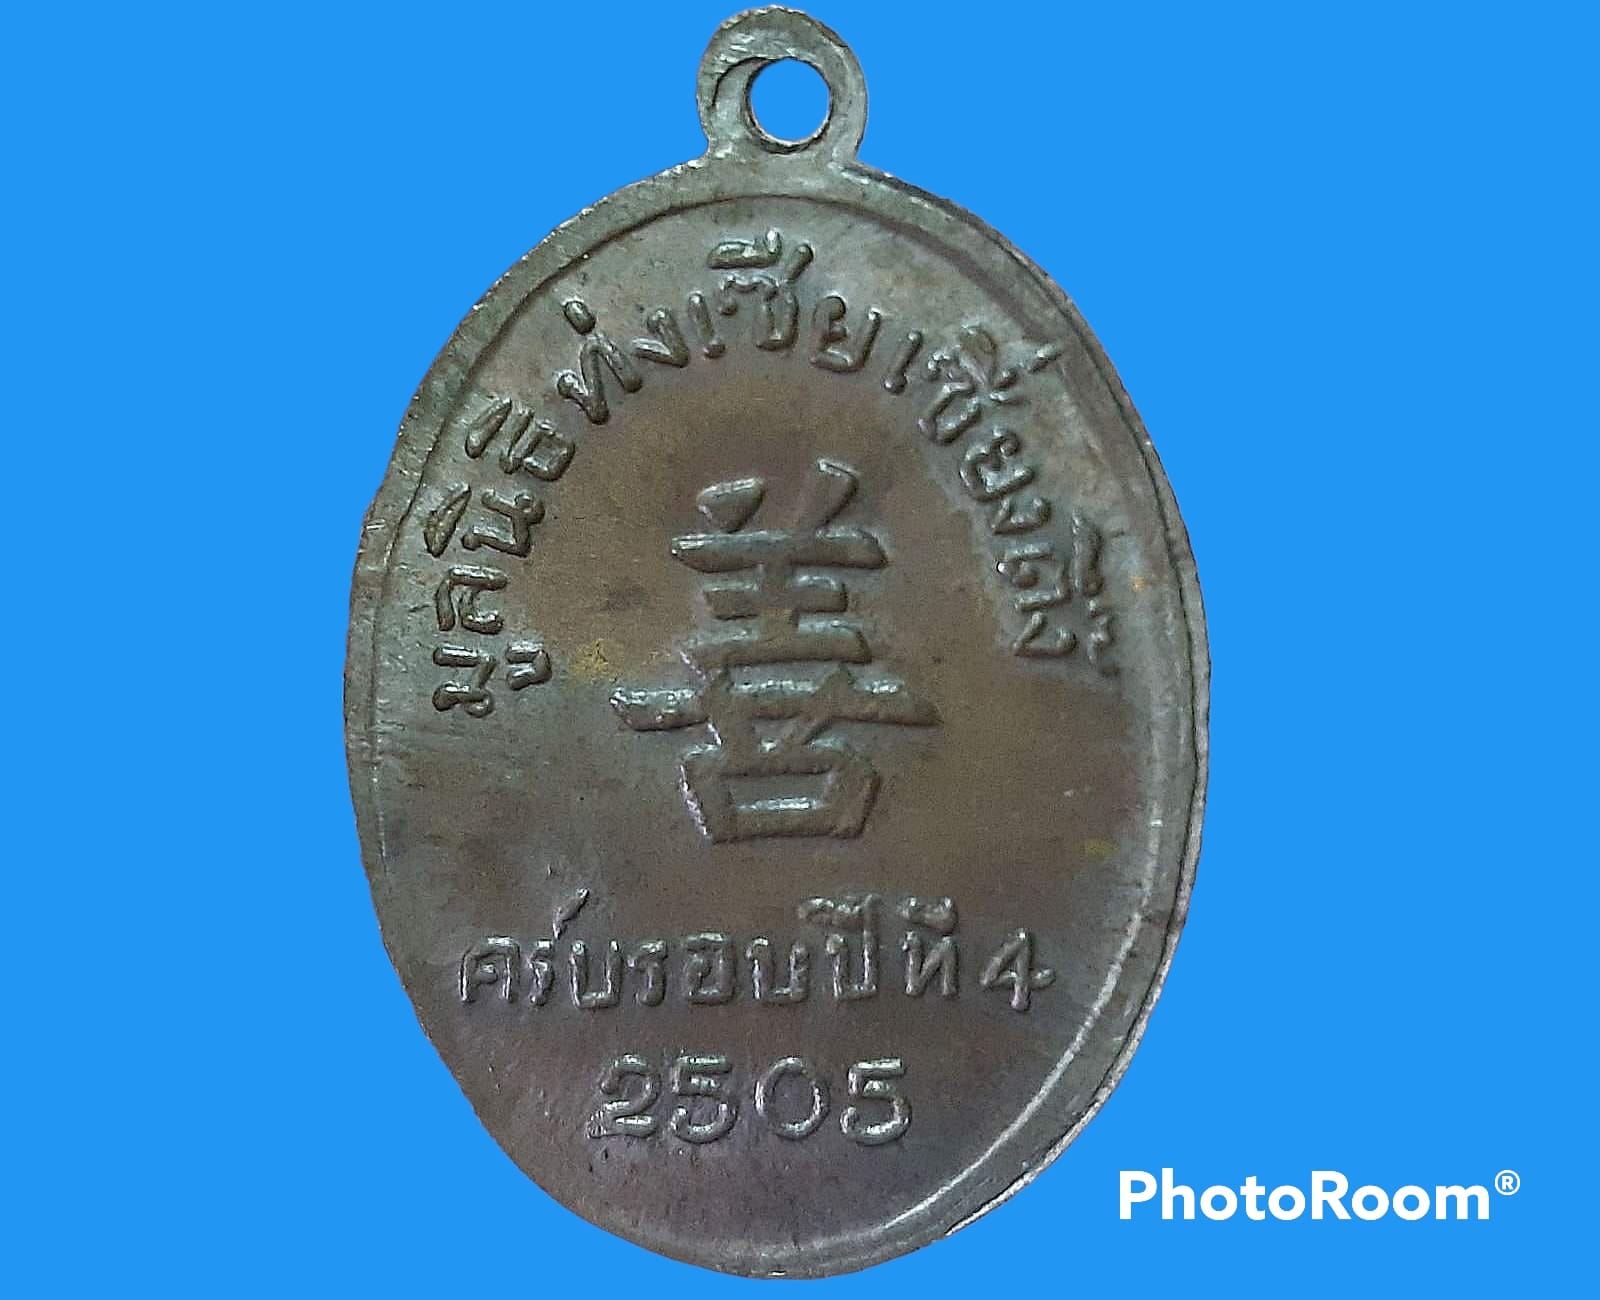 มูลนิธิท่งเซียเซี่ยงตึ๊ง
善
ครบรอบปีที่ 4
2505
PhotoRoom®